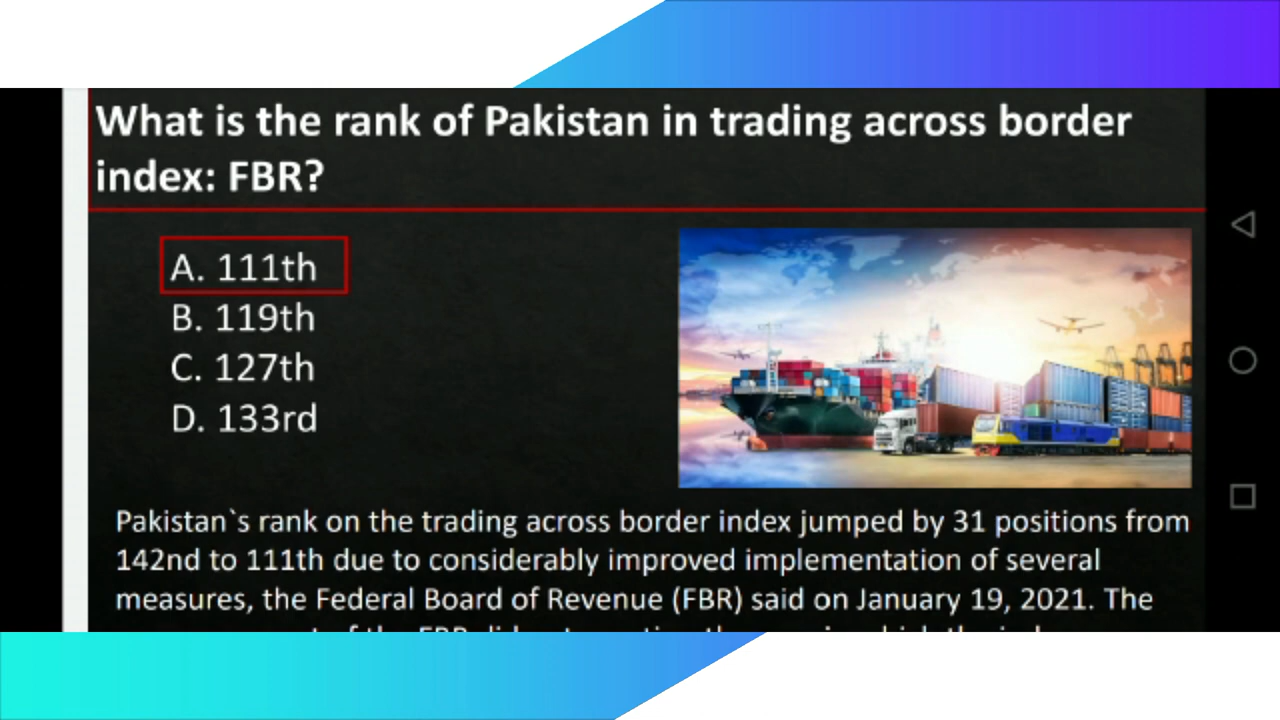 What is the rank of Pakistan in trading across border
index: FBR?
A. 111th
B. 119th
C. 127th
D. 133rd
Pakistan`s rank on the trading across border index jumped by 31 positions from
142nd to 111th due to considerably improved implementation of several
measures, the Federal Board of Revenue (FBR) said on January 19, 2021. The